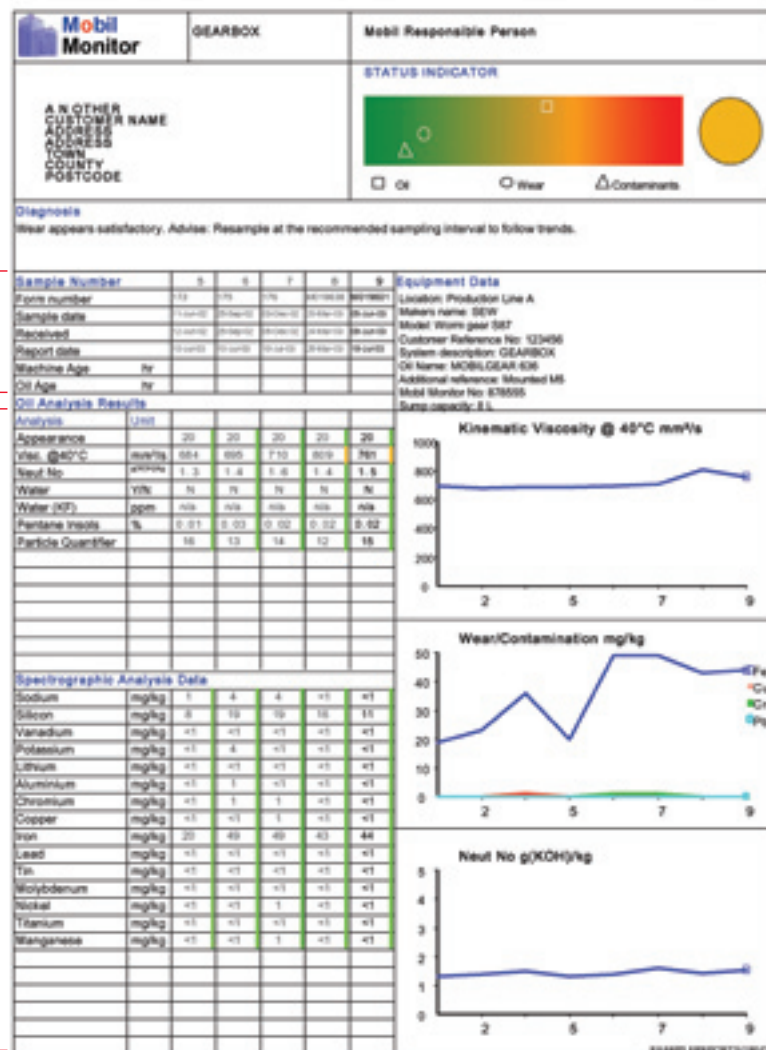 Mobil Monitor
GEARBOX
Mobil Responsible Person
STATUS INDICATOR
A N OTHER
CUSTOMER NAME
ADDRESS
ADDRESS
TOWN
COUNTY
POSTCODE
Oil Wear Contaminants
Diagnosis
Wear appears satisfactory. Advise: Resample at the recommended sampling interval to follow trends.
Sample Number 5 6 7 8 9
Form number
Sample date
Received
Report date
Machine Age hr
Oil Age hr
Equipment Data
Location: Production Line A
Makers name: SEW
Model: Worm gear S87
Customer Reference No: 123456
System description: GEARBOX
Oil Name: MOBILGEAR 636
Additional reference: Mounted M5
Mobil Monitor No: 878555
Sump capacity: 8 L
Oil Analysis Results
Analysis Unit
Appearance 20 20 20 20 20
Visc. @40°C mm²/s 684 695 710 809 761
Neut No 1.3 1.4 1.6 1.4 1.5
Water Y/N N N N N N
Water (KF) ppm n/a n/a n/a n/a n/a
Pentane Insols % 0.01 0.03 0.02 0.02 0.02
Particle Quantifier 16 13 14 12 15
Spectrographic Analysis Data
Sodium mg/kg 1 4 4 <1 <1
Silicon mg/kg 8 19 19 16 11
Vanadium mg/kg <1 <1 <1 <1 <1
Potassium mg/kg <1 4 <1 <1 <1
Lithium mg/kg <1 <1 <1 <1 <1
Aluminium mg/kg <1 1 <1 <1 <1
Chromium mg/kg <1 1 1 <1 <1
Copper mg/kg <1 <1 1 <1 <1
Iron mg/kg 20 49 49 43 44
Lead mg/kg <1 <1 <1 <1 <1
Tin mg/kg <1 <1 <1 <1 <1
Molybdenum mg/kg <1 <1 <1 <1 <1
Nickel mg/kg <1 <1 1 <1 <1
Titanium mg/kg <1 <1 <1 <1 <1
Manganese mg/kg <1 <1 1 <1 <1
Kinematic Viscosity @ 40°C mm²/s
1000
800
600
400
200
0
2 5 7 9
Wear/Contamination mg/kg
50
40
30
20
10
0
2 5 7 9
Fe
Neut No g(KOH)/kg
5
4
3
2
1
0
2 5 7 9